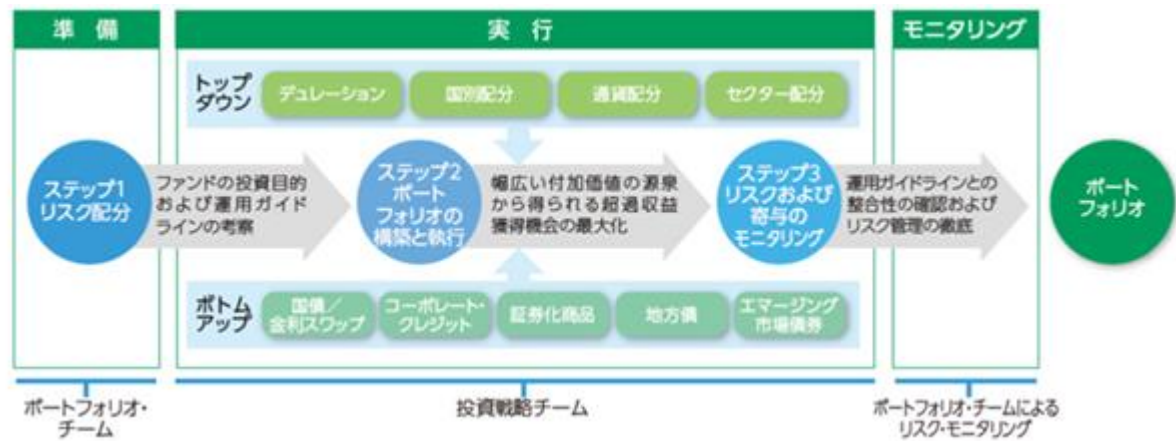 準 備
実 行
モニタリング
トップ
ダウン
デュレーション
国別配分
通貨配分
セクター配分
ステップ1
リスク配分
ファンドの投資目的
および運用ガイド
ラインの考察
ステップ2
ポート
フォリオの
構築と執行
幅広い付加価値の源泉
から得られる超過収益
獲得機会の最大化
ステップ3
リスクおよび
寄与の
モニタリング
運用ガイドラインとの
整合性の確認および
リスク管理の徹底
ポート
フォリオ
ボトム
アップ
国債／
金利スワップ
コーポレート・
クレジット
証券化商品
地方債
エマージング
市場債券
ポートフォリオ・
チーム
投資戦略チーム
ポートフォリオ・チームによる
リスク・モニタリング